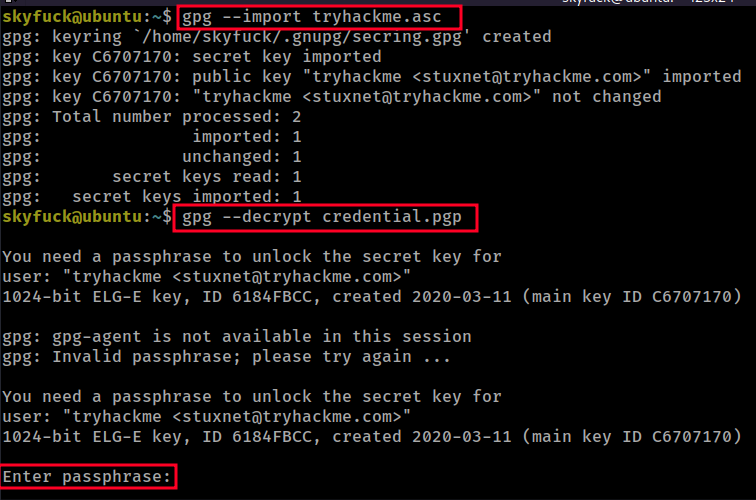 skyfuck@ubuntu:~$ gpg --import tryhackme.asc
gpg: keyring `/home/skyfuck/.gnupg/secring.gpg' created
gpg: key C6707170: secret key imported
gpg: key C6707170: public key "tryhackme <stuxnet@tryhackme.com>" imported
gpg: key C6707170: "tryhackme <stuxnet@tryhackme.com>" not changed
gpg: Total number processed: 2
gpg:               imported: 1
gpg:              unchanged: 1
gpg:       secret keys read: 1
gpg:   secret keys imported: 1
skyfuck@ubuntu:~$ gpg --decrypt credential.pgp

You need a passphrase to unlock the secret key for
user: "tryhackme <stuxnet@tryhackme.com>"
1024-bit ELG-E key, ID 6184FBCC, created 2020-03-11 (main key ID C6707170)

gpg: gpg-agent is not available in this session
gpg: Invalid passphrase; please try again ...

You need a passphrase to unlock the secret key for
user: "tryhackme <stuxnet@tryhackme.com>"
1024-bit ELG-E key, ID 6184FBCC, created 2020-03-11 (main key ID C6707170)

Enter passphrase: